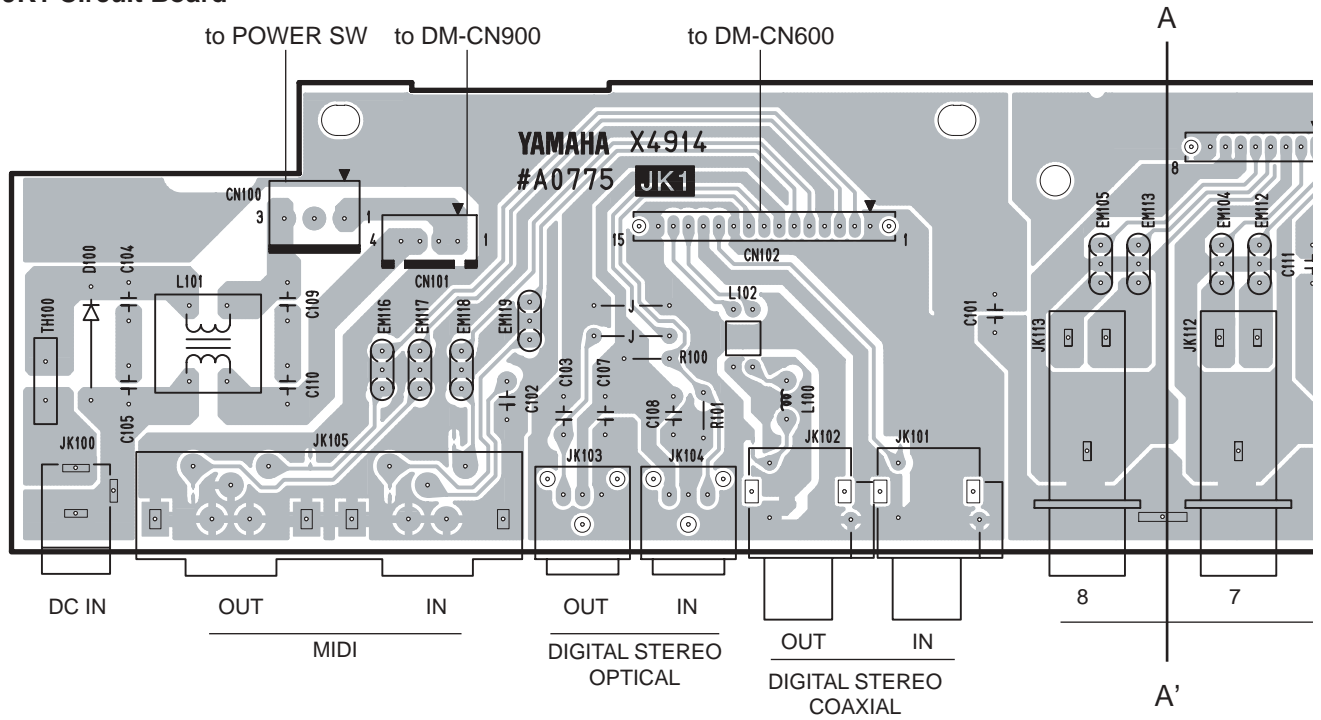 to POWER SW to DM-CN900 to DM-CN600 A
YAMAHA X4914
#A0775 JK1
CN100
3 1
8
4 1
CN101
15 1
CN102
EM105 EM113 EM104 EM112
D100 C104
L101
C109
TH100
EM116 EM117 EM118 EM119
J
L102
C101
C111
J
R100
JK113 JK112
C105 C110
C102 C103 C107
C108 R101
L100
JK100 JK105 JK103 JK104 JK102 JK101
DC IN OUT IN OUT IN OUT IN 8 7
MIDI
DIGITAL STEREO
OPTICAL
DIGITAL STEREO
COAXIAL
A'